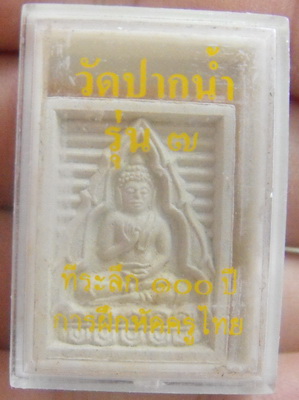 วัดปากน้ำ
รุ่น ๗
ที่ระลึก ๑๐๐ ปี
การฝึกหัดครูไทย